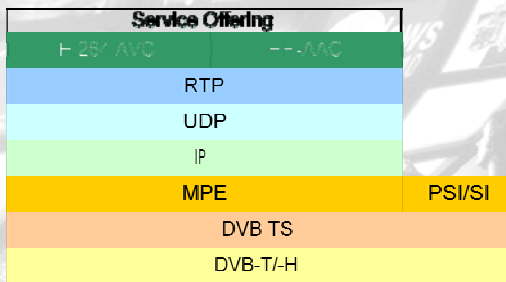 Service Offering
RTP
UDP
IP
MPE PSI/SI
DVB TS
DVB-T/-H